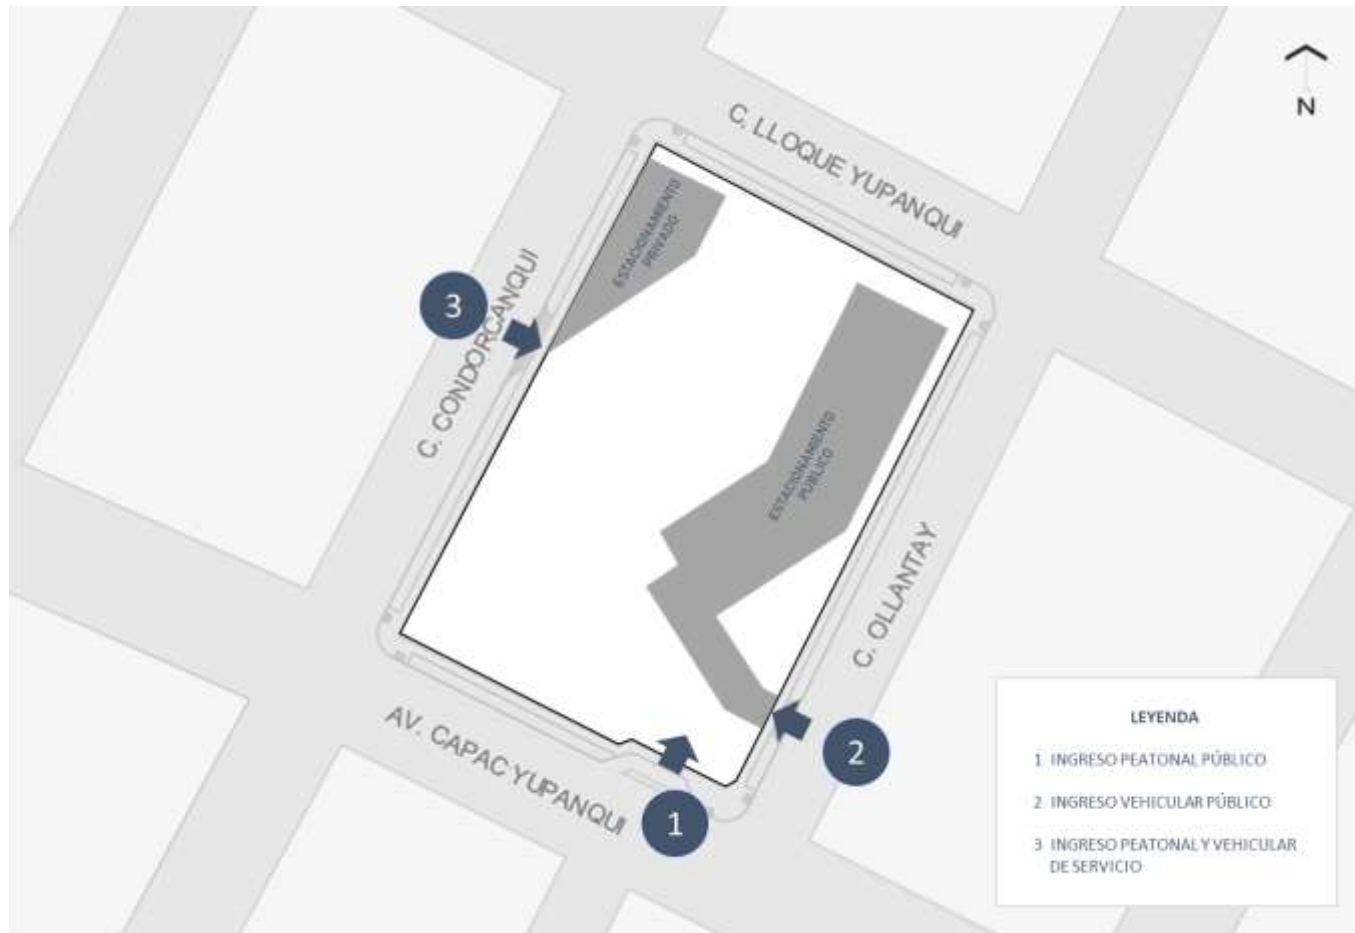 N
C. LLOQUE YUPANQUI
ESTACIONAMIENTO
PRIVADO
3
C. CONDORCANQUI
ESTACIONAMIENTO
PÚBLICO
C. OLLANTAY
AV. CAPAC YUPANQUI
1
2
LEYENDA
1 INGRESO PEATONAL PÚBLICO
2 INGRESO VEHICULAR PÚBLICO
3 INGRESO PEATONAL Y VEHICULAR
DE SERVICIO